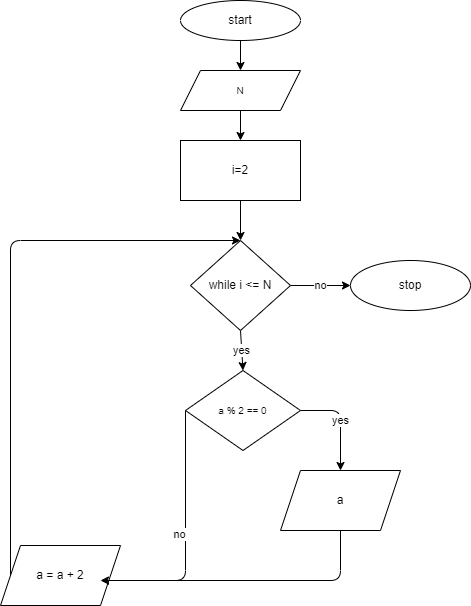 start
N
i=2
while i <= N
no
stop
yes
a % 2 == 0
yes
a
no
a = a + 2